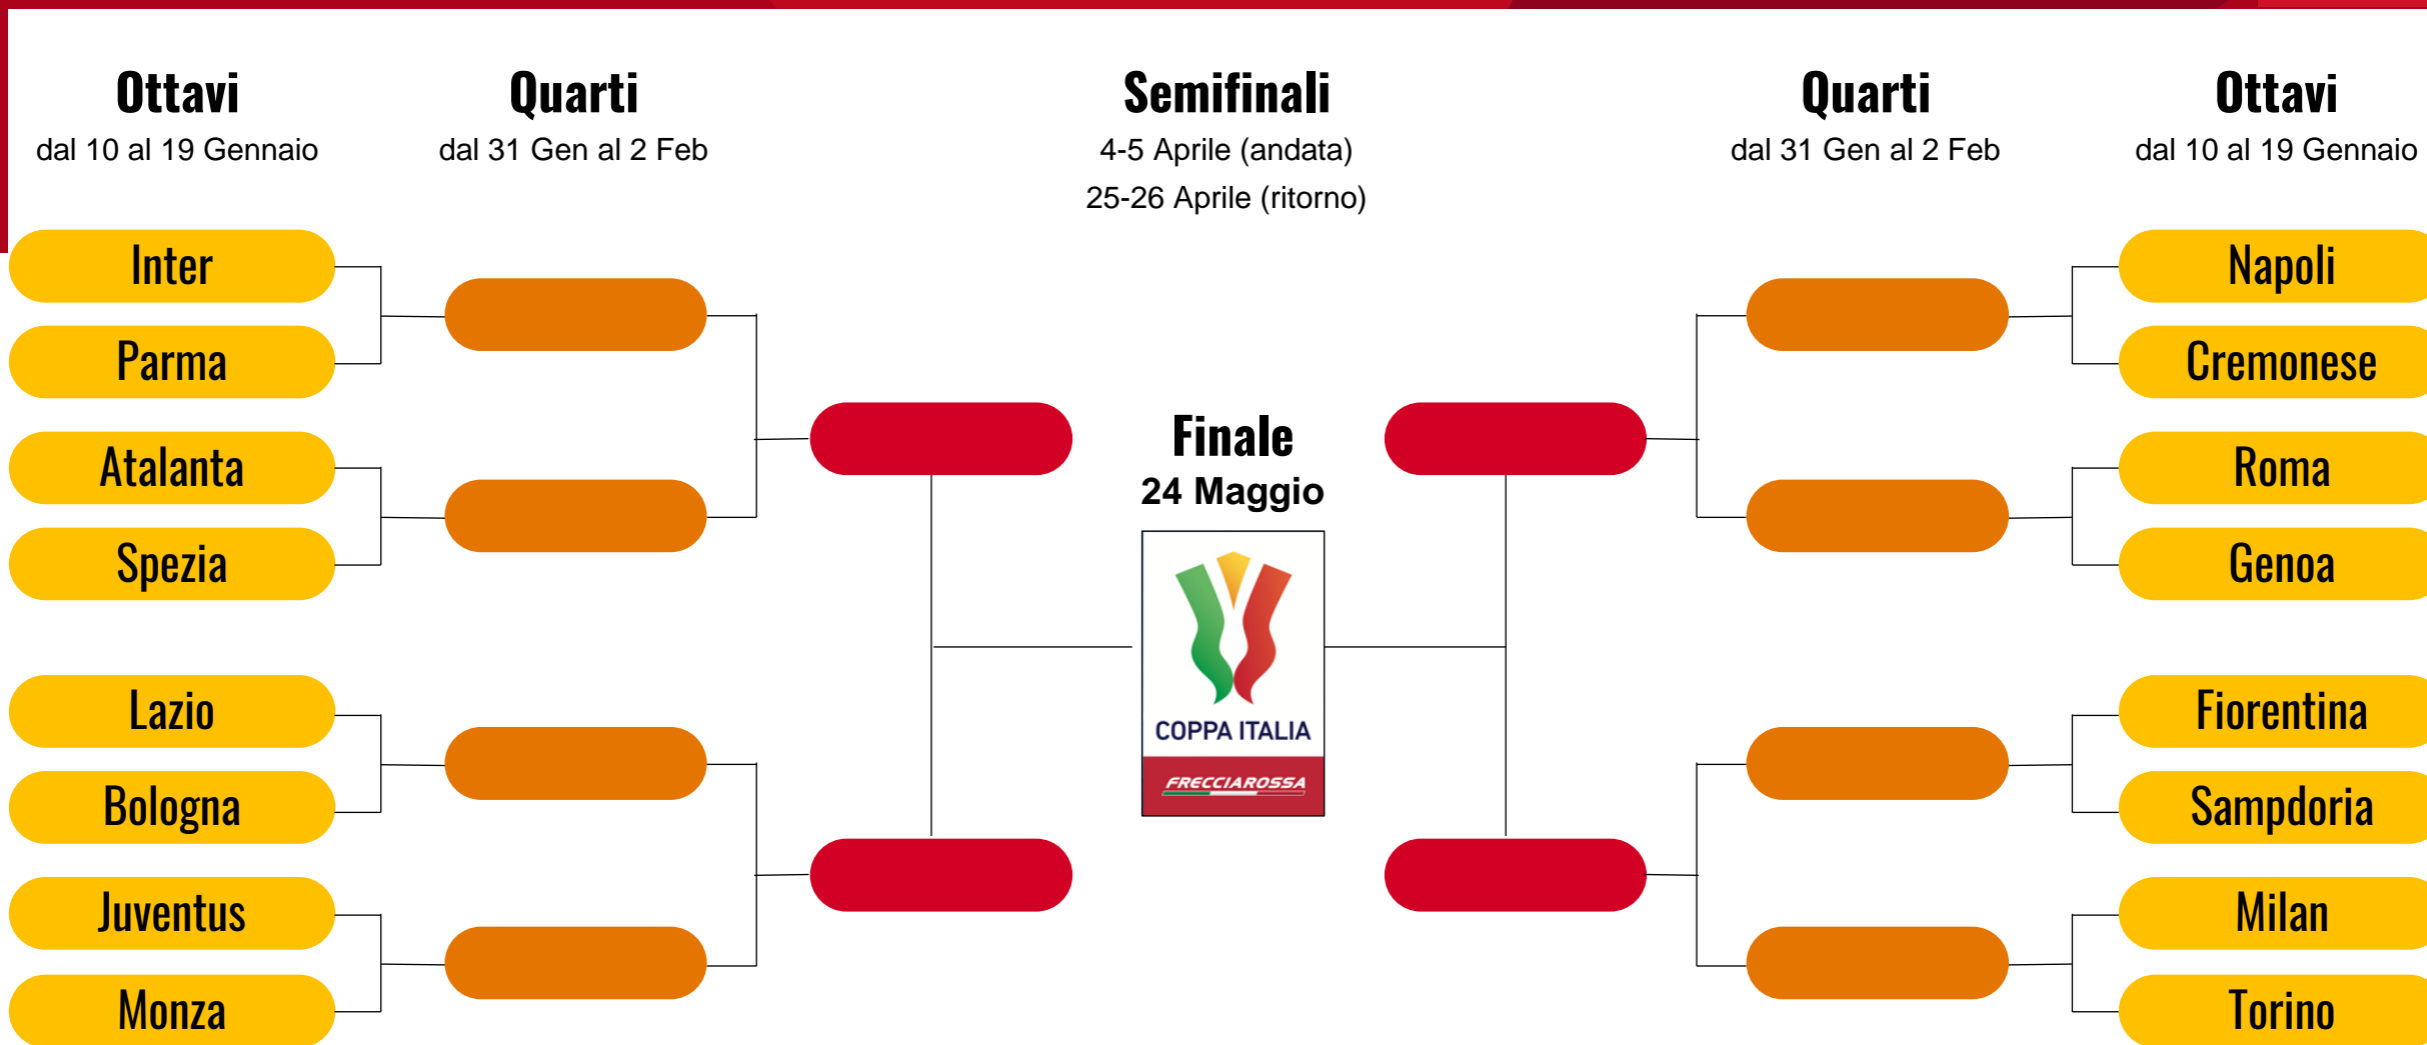 Ottavi
dal 10 al 19 Gennaio
Quarti
dal 31 Gen al 2 Feb
Semifinali
4-5 Aprile (andata)
25-26 Aprile (ritorno)
Quarti
dal 31 Gen al 2 Feb
Ottavi
dal 10 al 19 Gennaio
Inter
Parma
Atalanta
Spezia
Lazio
Bologna
Juventus
Monza
Finale
24 Maggio
COPPA ITALIA
FRECCIAROSSA
Napoli
Cremonese
Roma
Genoa
Fiorentina
Sampdoria
Milan
Torino